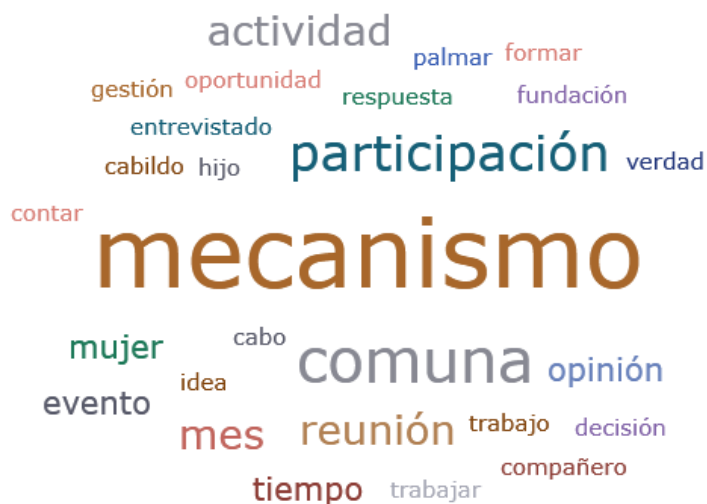 actividad
palmar formar
gestión oportunidad respuesta fundación
entrevistado
participación
cabildo hijo verdad
contar
mecanismo
mujer cabo
comuna opinión
evento idea
mes reunión trabajo decisión
compañero
tiempo trabajar